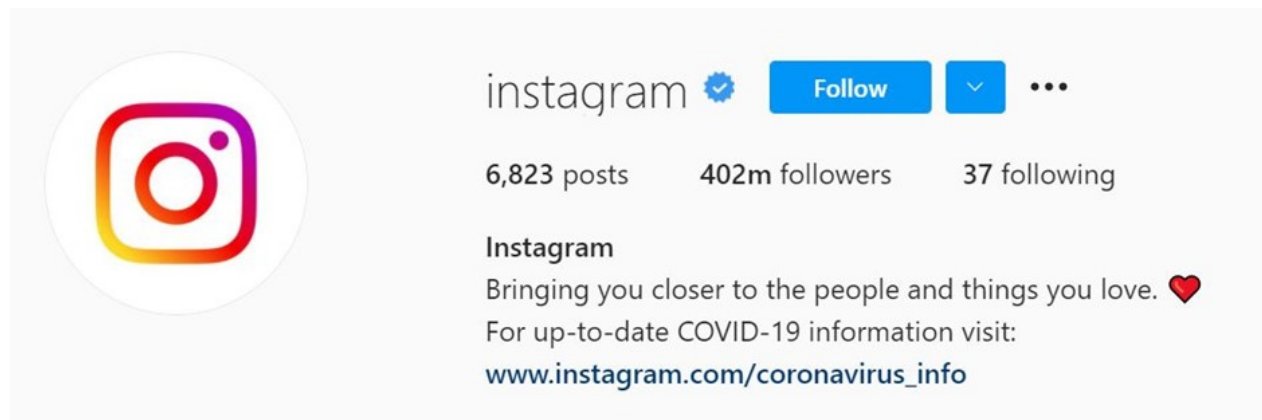 instagram Follow
6,823 posts 402m followers 37 following
Instagram
Bringing you closer to the people and things you love. ❤️
For up-to-date COVID-19 information visit:
www.instagram.com/coronavirus_info